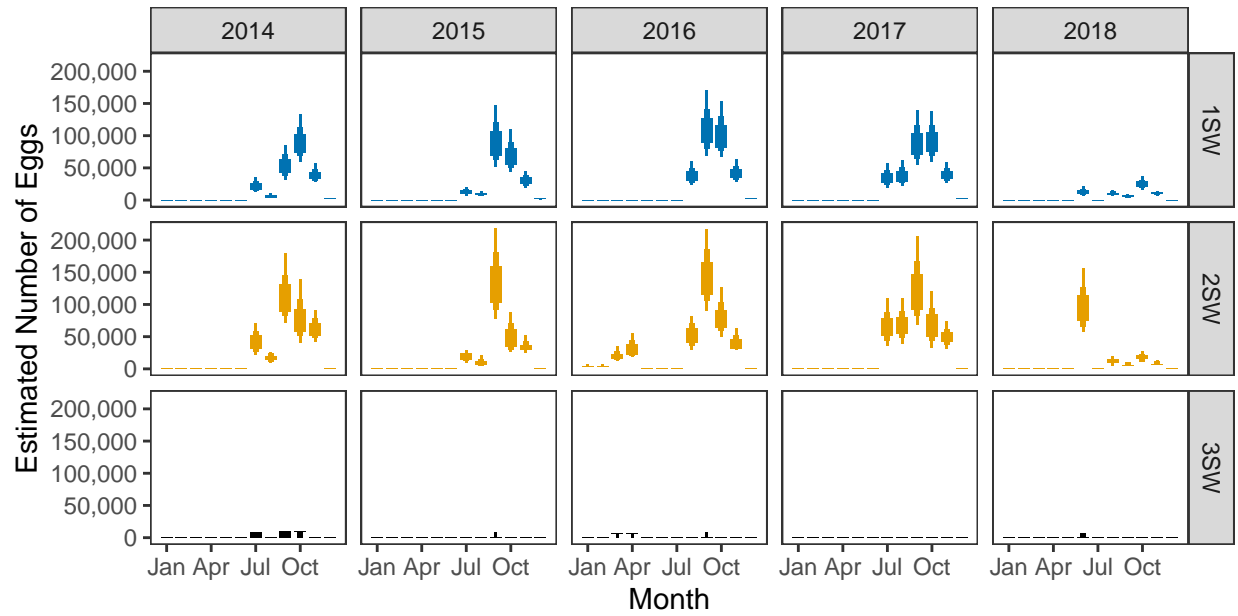 2014 2015 2016 2017 2018
Estimated Number of Eggs
200,000
150,000
100,000
50,000
0
1SW
200,000
150,000
100,000
50,000
0
2SW
200,000
150,000
100,000
50,000
0
3SW
Jan Apr Jul Oct Jan Apr Jul Oct Jan Apr Jul Oct Jan Apr Jul Oct Jan Apr Jul Oct
Month